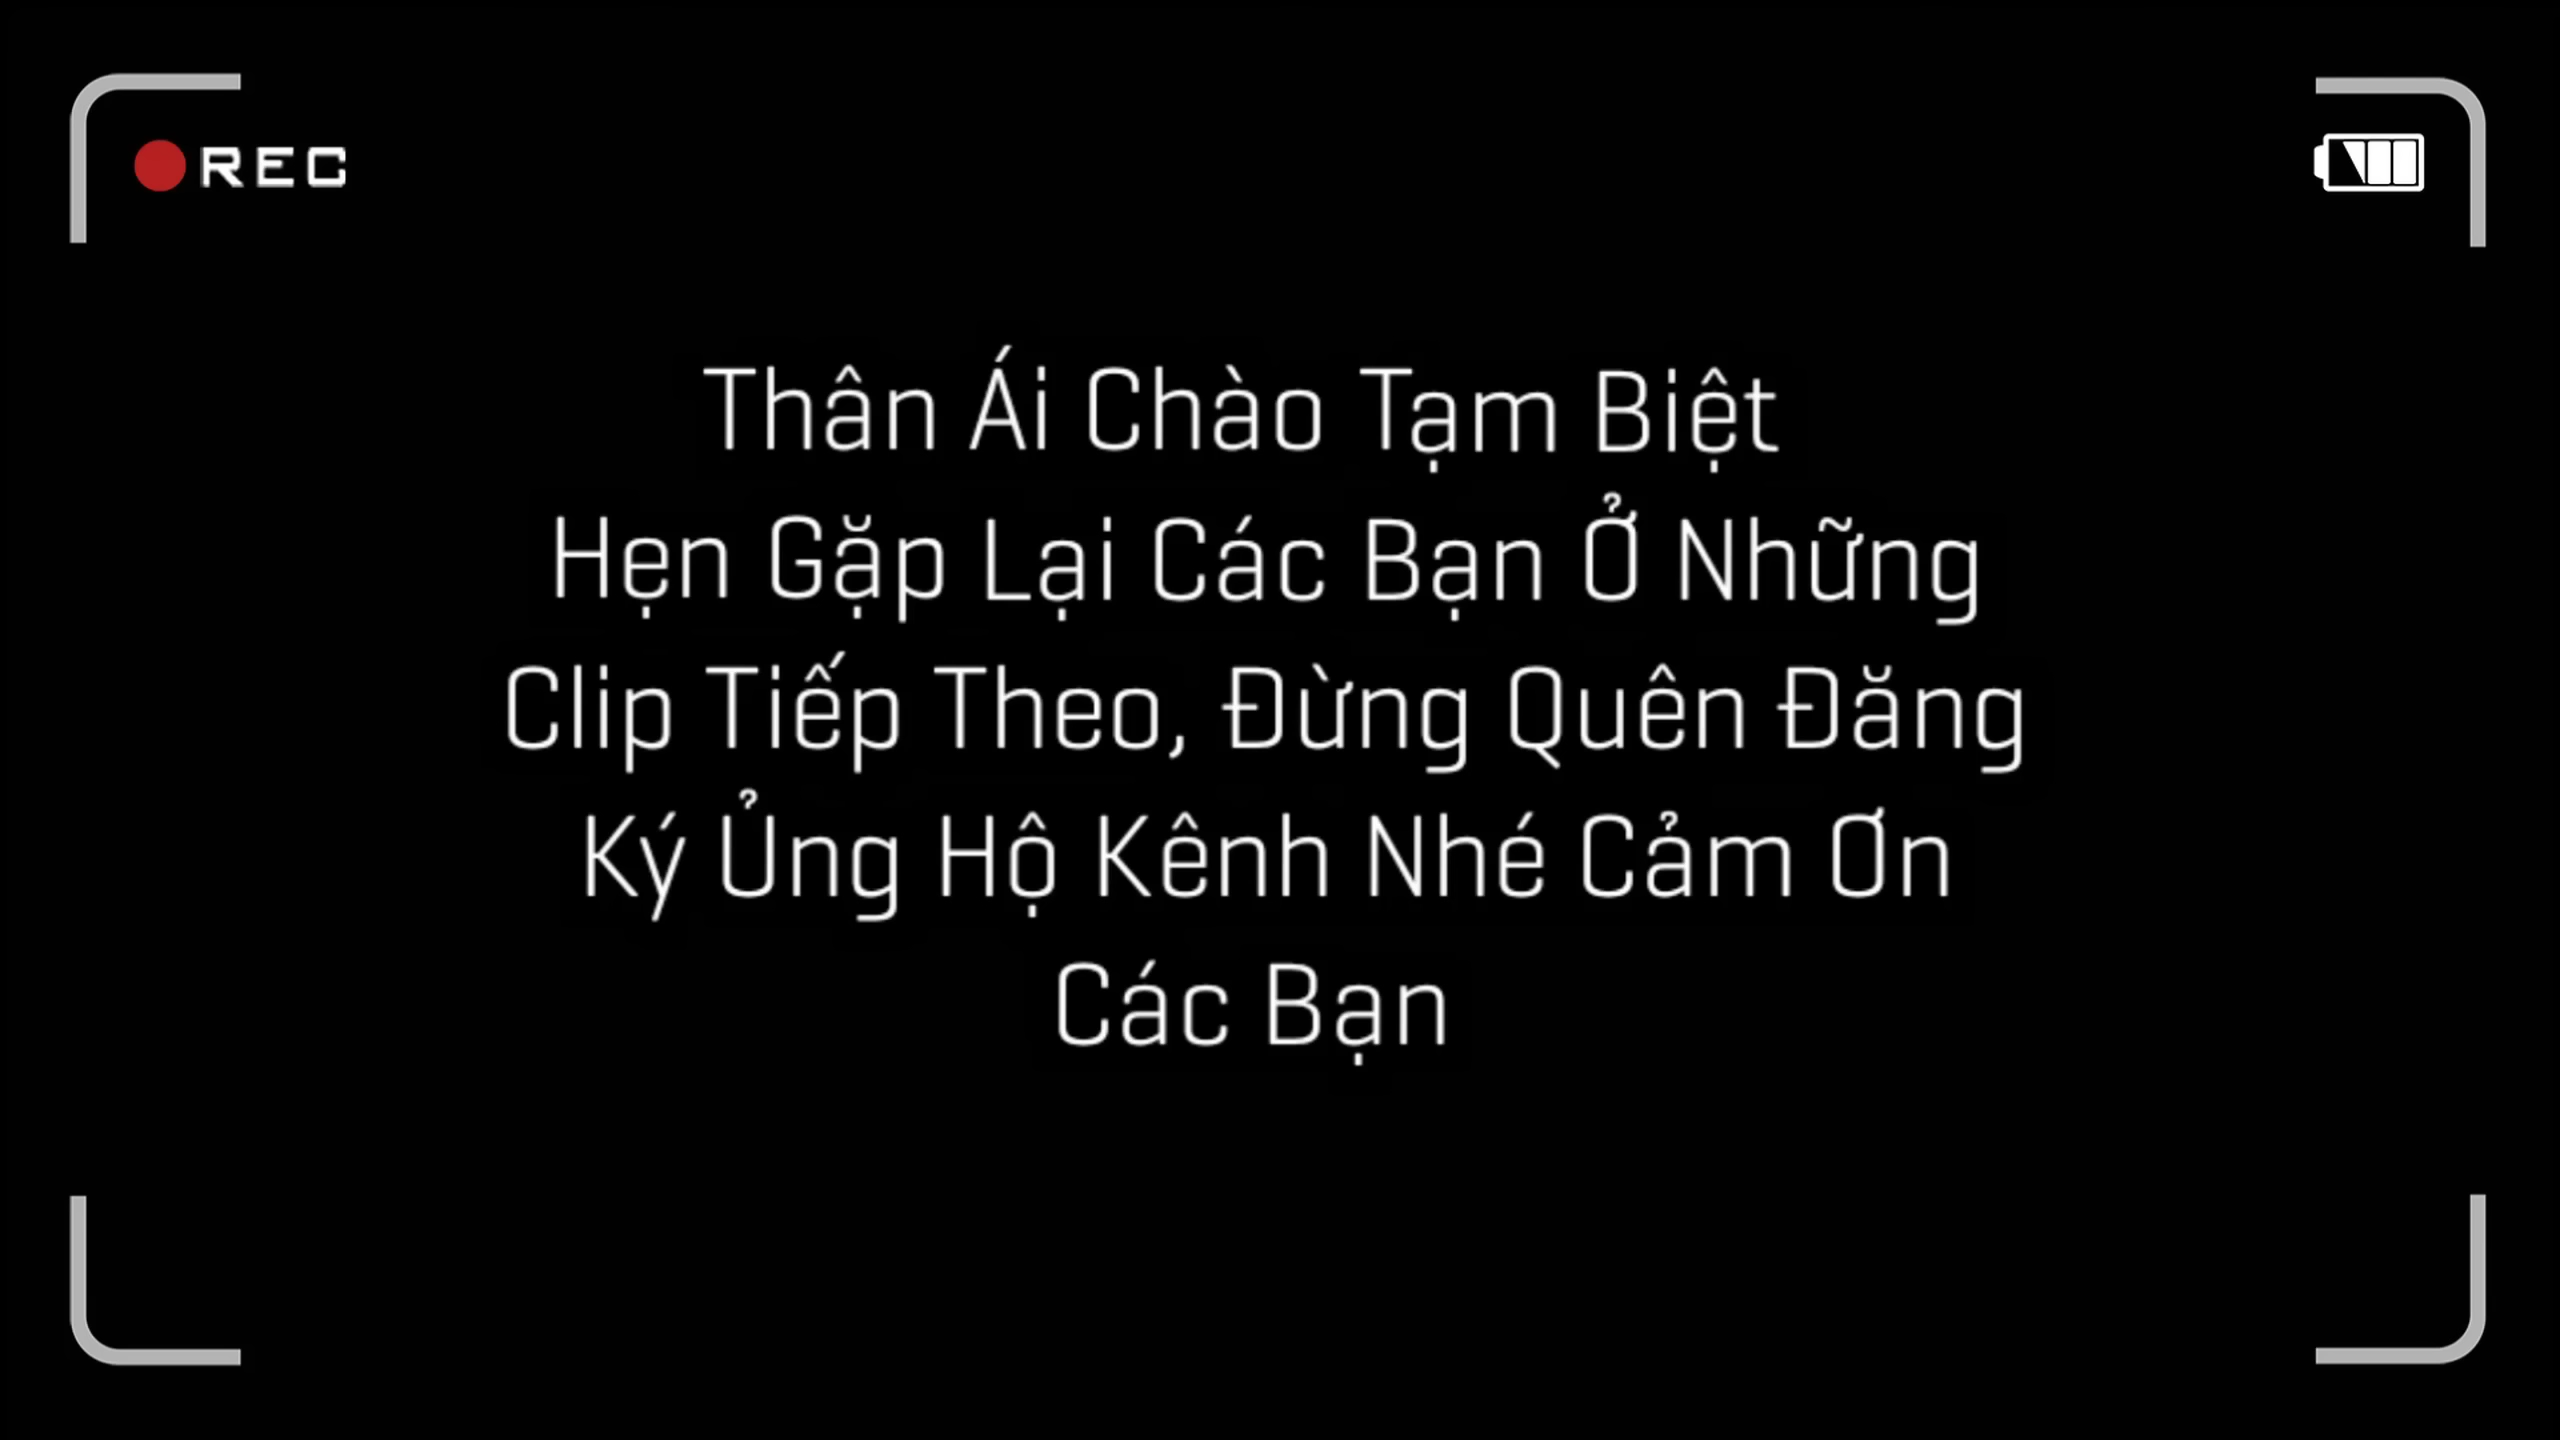 REC
Thân Ái Chào Tạm Biệt
Hẹn Gặp Lại Các Bạn Ở Những
Clip Tiếp Theo, Đừng Quên Đăng
Ký Ủng Hộ Kênh Nhé Cảm Ơn
Các Bạn